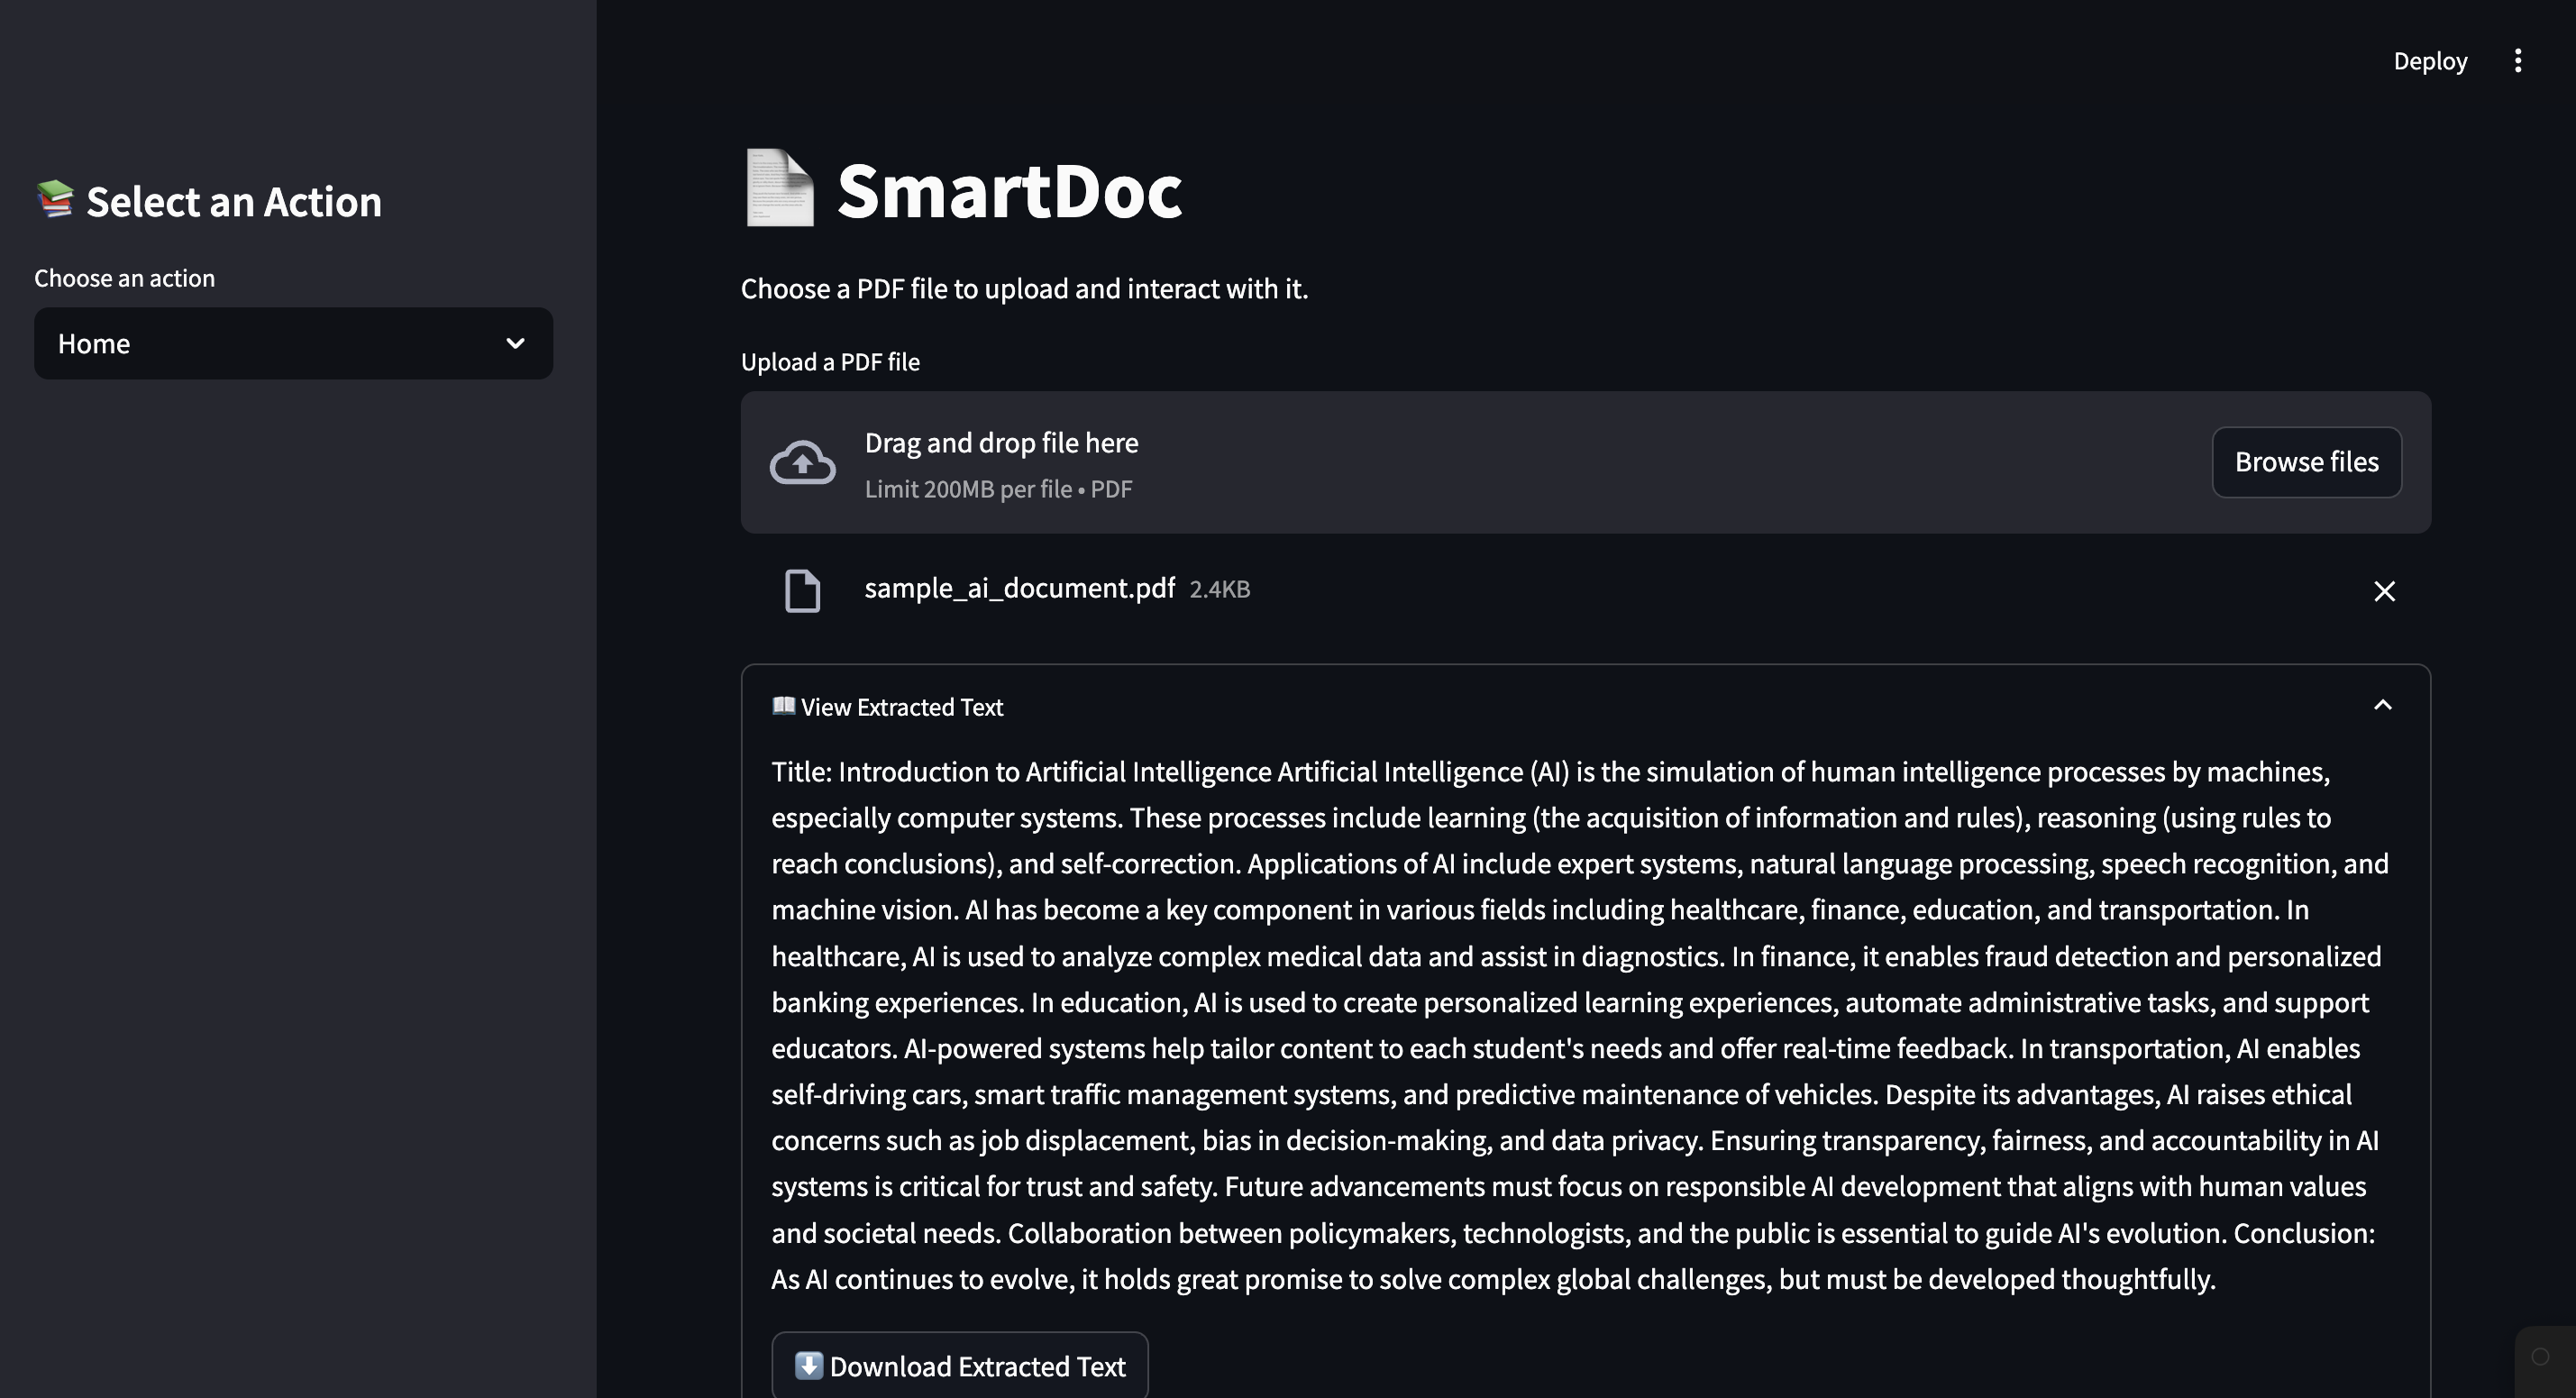 Deploy
📚 Select an Action
Choose an action
Home
SmartDoc
Choose a PDF file to upload and interact with it.
Upload a PDF file
Drag and drop file here
Limit 200MB per file • PDF
Browse files
sample_ai_document.pdf 2.4KB
📖 View Extracted Text
Title: Introduction to Artificial Intelligence Artificial Intelligence (AI) is the simulation of human intelligence processes by machines,
especially computer systems. These processes include learning (the acquisition of information and rules), reasoning (using rules to
reach conclusions), and self-correction. Applications of AI include expert systems, natural language processing, speech recognition, and
machine vision. AI has become a key component in various fields including healthcare, finance, education, and transportation. In
healthcare, AI is used to analyze complex medical data and assist in diagnostics. In finance, it enables fraud detection and personalized
banking experiences. In education, AI is used to create personalized learning experiences, automate administrative tasks, and support
educators. AI-powered systems help tailor content to each student's needs and offer real-time feedback. In transportation, AI enables
self-driving cars, smart traffic management systems, and predictive maintenance of vehicles. Despite its advantages, AI raises ethical
concerns such as job displacement, bias in decision-making, and data privacy. Ensuring transparency, fairness, and accountability in AI
systems is critical for trust and safety. Future advancements must focus on responsible AI development that aligns with human values
and societal needs. Collaboration between policymakers, technologists, and the public is essential to guide AI's evolution. Conclusion:
As AI continues to evolve, it holds great promise to solve complex global challenges, but must be developed thoughtfully.
⬇️ Download Extracted Text